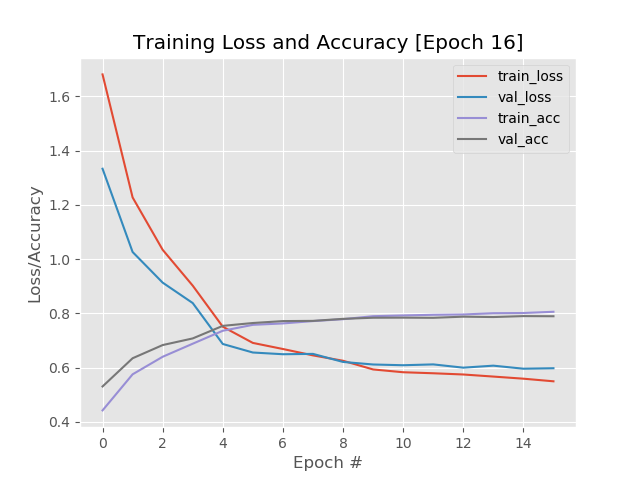 Training Loss and Accuracy [Epoch 16]
train_loss
val_loss
train_acc
val_acc
Loss/Accuracy
1.6
1.4
1.2
1.0
0.8
0.6
0.4
0 2 4 6 8 10 12 14
Epoch #